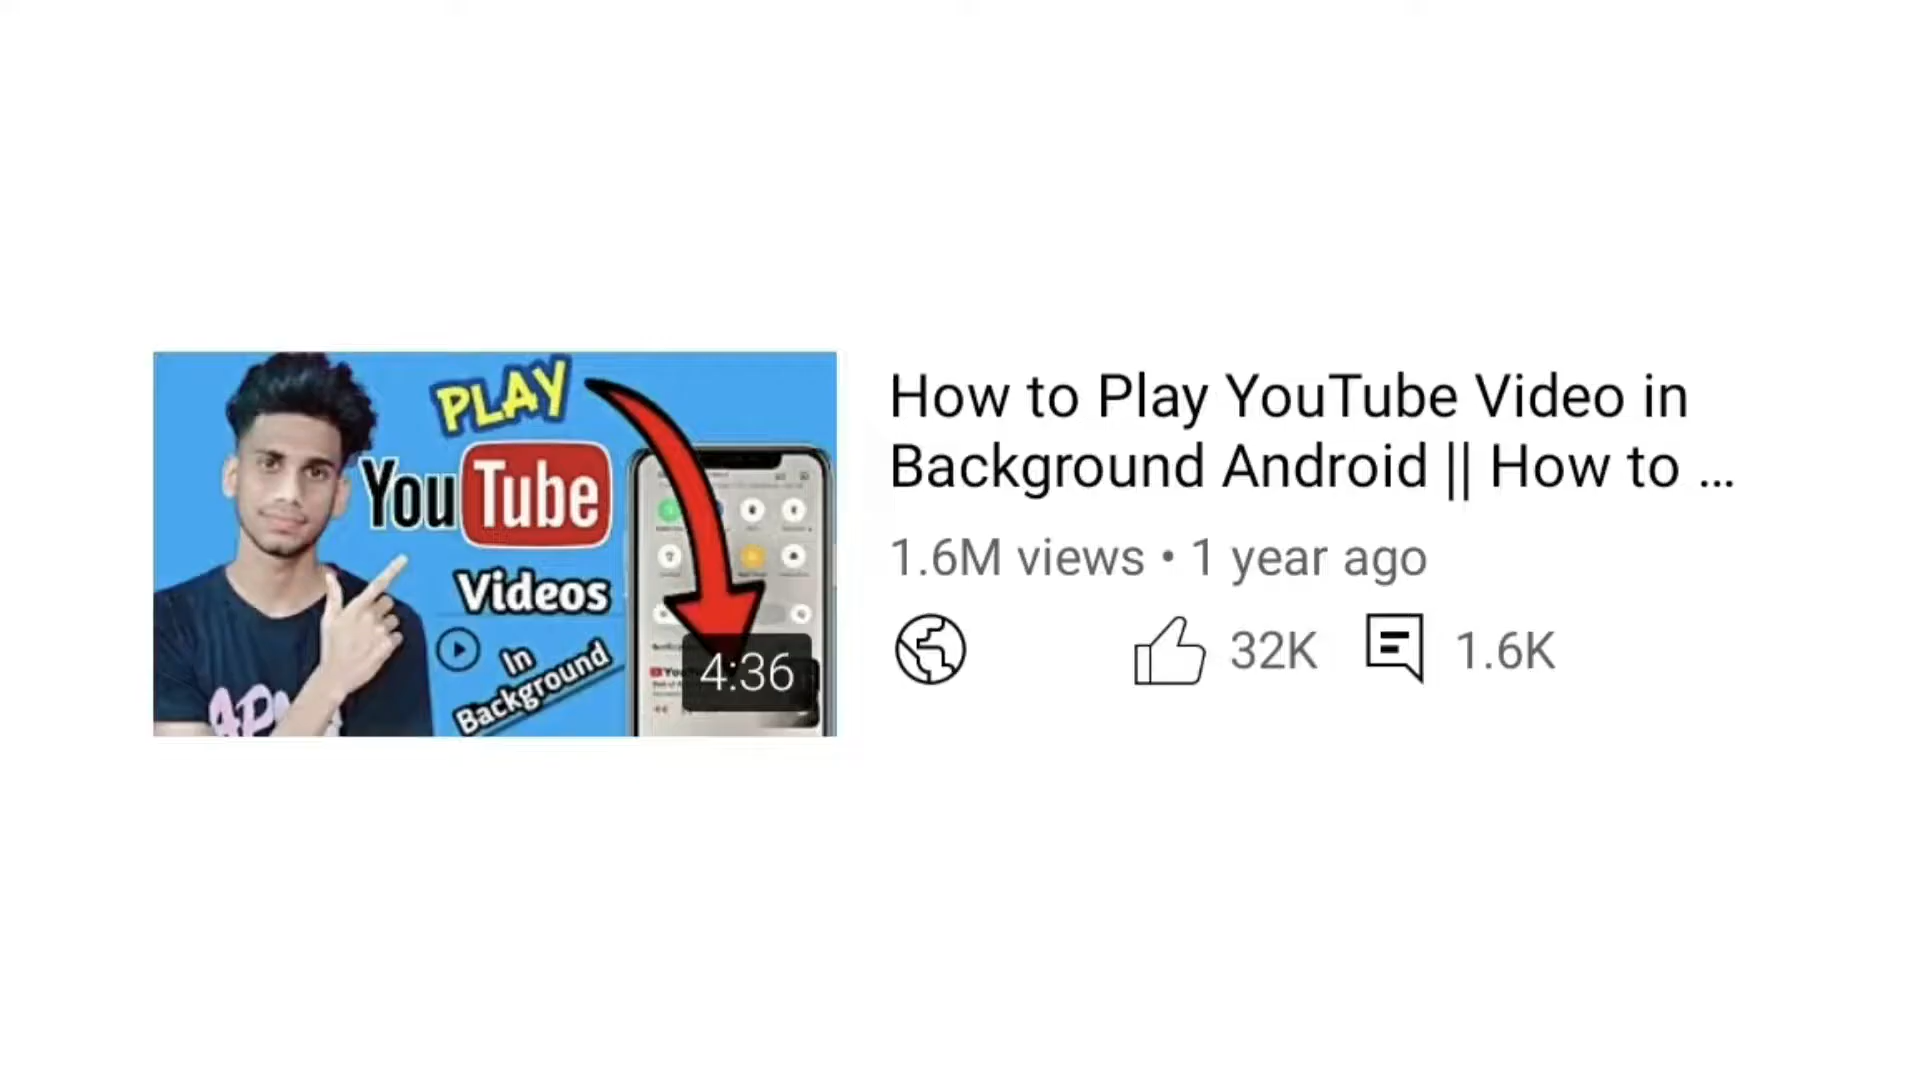 PLAY
YouTube
Videos
In
Background
4:36
How to Play YouTube Video in
Background Android || How to ...
1.6M views • 1 year ago
32K
1.6K